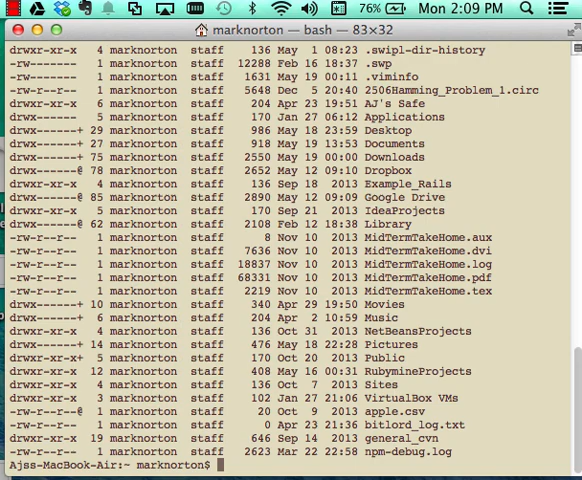 76% Mon 2:09 PM
marknorton — bash — 83×32
drwxr-xr-x 4 marknorton staff 136 May 1 08:23 .swipl-dir-history
-rw------- 1 marknorton staff 12288 Feb 16 18:37 .swp
-rw------- 1 marknorton staff 1631 May 19 00:11 .viminfo
-rw-r--r-- 1 marknorton staff 5648 Dec 5 20:40 2506Hamming_Problem_1.circ
drwxr-xr-x 6 marknorton staff 204 Apr 23 19:51 AJ's Safe
drwx------ 5 marknorton staff 170 Jan 27 06:12 Applications
drwx------+ 29 marknorton staff 986 May 18 23:59 Desktop
drwx------+ 27 marknorton staff 918 May 19 13:53 Documents
drwx------+ 75 marknorton staff 2550 May 19 00:00 Downloads
drwx------@ 78 marknorton staff 2652 May 12 09:10 Dropbox
drwxr-xr-x 4 marknorton staff 136 Sep 18 2013 Example_Rails
drwx------@ 85 marknorton staff 2890 May 12 09:09 Google Drive
drwxr-xr-x 5 marknorton staff 170 Sep 21 2013 IdeaProjects
drwx------@ 62 marknorton staff 2108 Feb 12 18:38 Library
-rw-r--r-- 1 marknorton staff 8 Nov 10 2013 MidTermTakeHome.aux
-rw-r--r-- 1 marknorton staff 7636 Nov 10 2013 MidTermTakeHome.dvi
-rw-r--r-- 1 marknorton staff 18837 Nov 10 2013 MidTermTakeHome.log
-rw-r--r-- 1 marknorton staff 68331 Nov 10 2013 MidTermTakeHome.pdf
-rw-r--r-- 1 marknorton staff 2219 Nov 10 2013 MidTermTakeHome.tex
drwx------+ 10 marknorton staff 340 Apr 29 19:50 Movies
drwx------+ 6 marknorton staff 204 Apr 2 10:59 Music
drwxr-xr-x 4 marknorton staff 136 Oct 31 2013 NetBeansProjects
drwx------+ 14 marknorton staff 476 May 18 22:28 Pictures
drwxr-xr-x+ 5 marknorton staff 170 Oct 20 2013 Public
drwxr-xr-x 12 marknorton staff 408 May 16 00:31 RubymineProjects
drwxr-xr-x 4 marknorton staff 136 Oct 7 2013 Sites
drwxr-xr-x 3 marknorton staff 102 Jan 27 21:06 VirtualBox VMs
-rw-r--r--@ 1 marknorton staff 20 Oct 9 2013 apple.csv
-rw-r--r-- 1 marknorton staff 0 Apr 23 21:36 bitlord_log.txt
drwxr-xr-x 19 marknorton staff 646 Sep 14 2013 general_cvn
-rw-r--r-- 1 marknorton staff 2623 Mar 22 22:58 npm-debug.log
Ajss-MacBook-Air:~ marknorton$